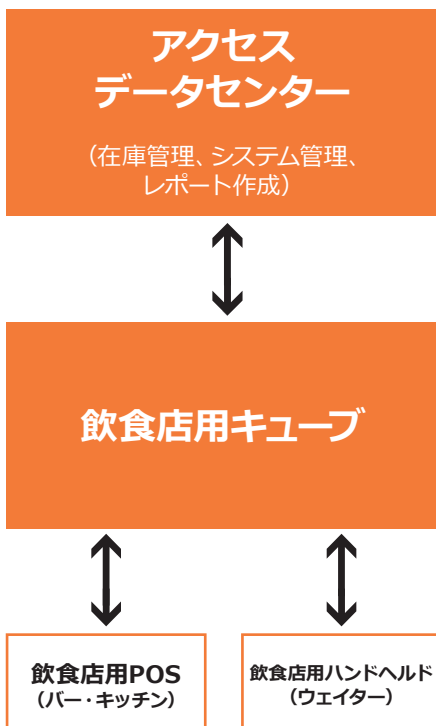 アクセス
データセンター
（在庫管理、システム管理、
レポート作成）
飲食店用キューブ
飲食店用POS
（バー・キッチン）
飲食店用ハンドヘルド
（ウェイター）